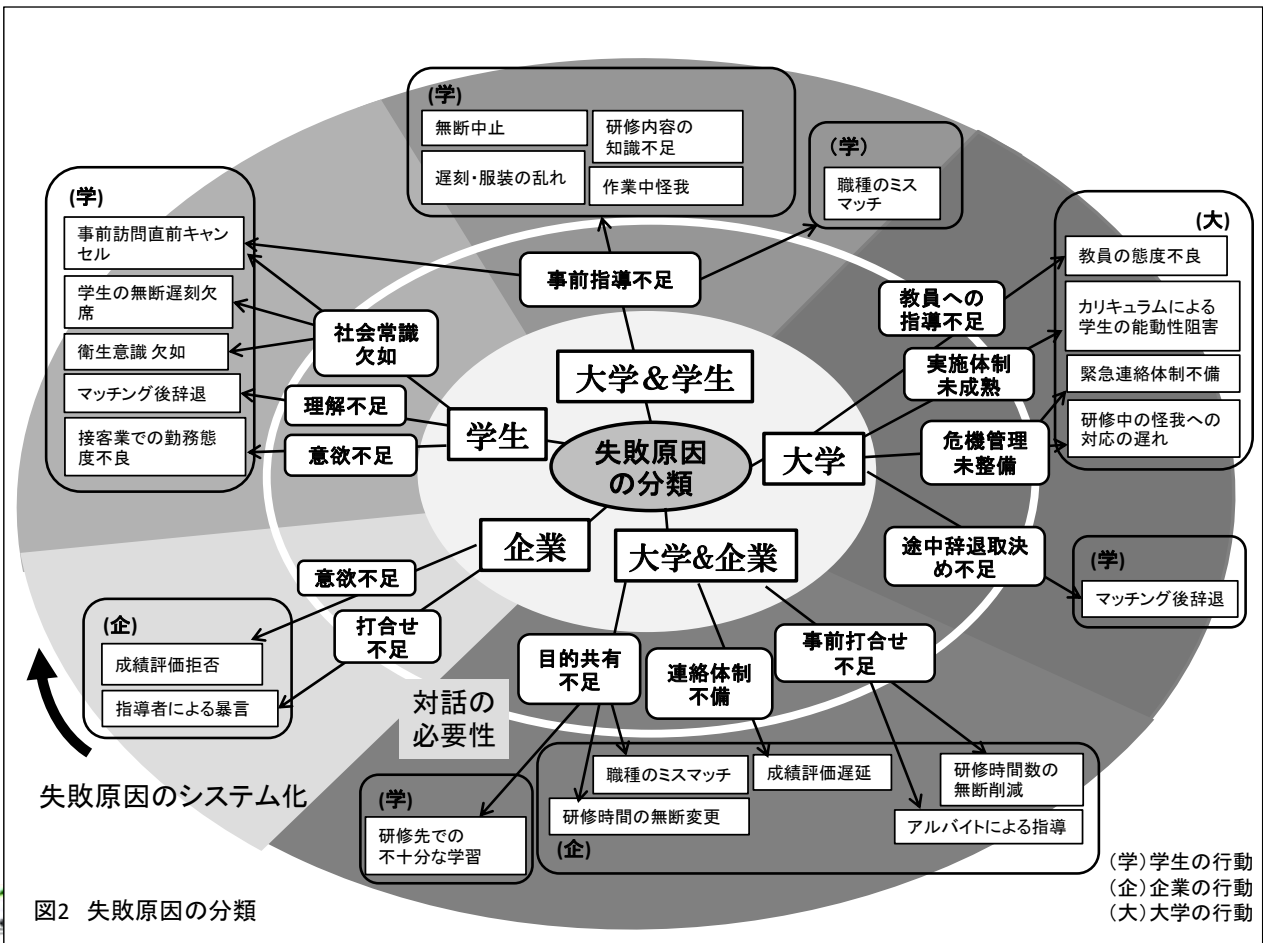 (学)
無断中止
研修内容の
知識不足
遅刻・服装の乱れ
作業中怪我
(学)
職種のミス
マッチ
(学)
事前訪問直前キャン
セル
学生の無断遅刻欠
席
衛生意識 欠如
マッチング後辞退
接客業での勤務態
度不良
(大)
教員の態度不良
カリキュラムによる
学生の能動性阻害
緊急連絡体制不備
研修中の怪我への
対応の遅れ
事前指導不足
教員への
指導不足
社会常識
欠如
実施体制
未成熟
大学&学生
理解不足
学生
意欲不足
失敗原因
の分類
大学
危機管理
未整備
企業
大学&企業
途中辞退取決
め不足
(学)
マッチング後辞退
意欲不足
打合せ
不足
(企)
成績評価拒否
指導者による暴言
目的共有
不足
連絡体制
不備
事前打合せ
不足
対話の
必要性
失敗原因のシステム化
(学)
研修先での
不十分な学習
職種のミスマッチ
成績評価遅延
研修時間数の
無断削減
研修時間の無断変更
アルバイトによる指導
(企)
(学)学生の行動
(企)企業の行動
(大)大学の行動
図2 失敗原因の分類